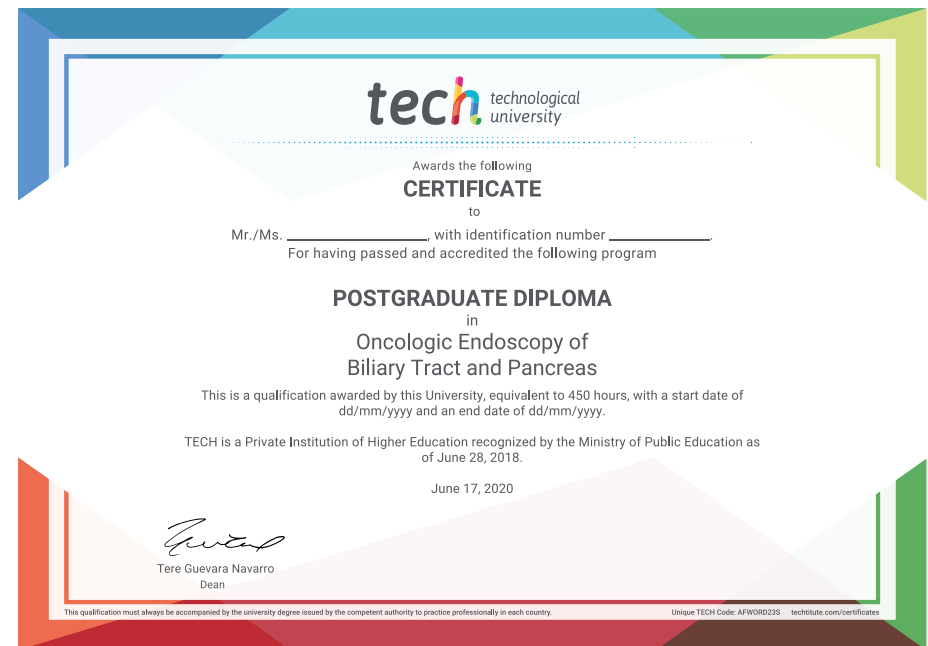 tech technological
university
Awards the following
CERTIFICATE
to
Mr./Ms. ____________________, with identification number ______________.
For having passed and accredited the following program
POSTGRADUATE DIPLOMA
in
Oncologic Endoscopy of
Biliary Tract and Pancreas
This is a qualification awarded by this University, equivalent to 450 hours, with a start date of
dd/mm/yyyy and an end date of dd/mm/yyyy.
TECH is a Private Institution of Higher Education recognized by the Ministry of Public Education as
of June 28, 2018.
June 17, 2020
Tere Guevara Navarro
Dean
This qualification must always be accompanied by the university degree issued by the competent authority to practice professionally in each country.
Unique TECH Code: AFWORD23S techtitute.com/certificates